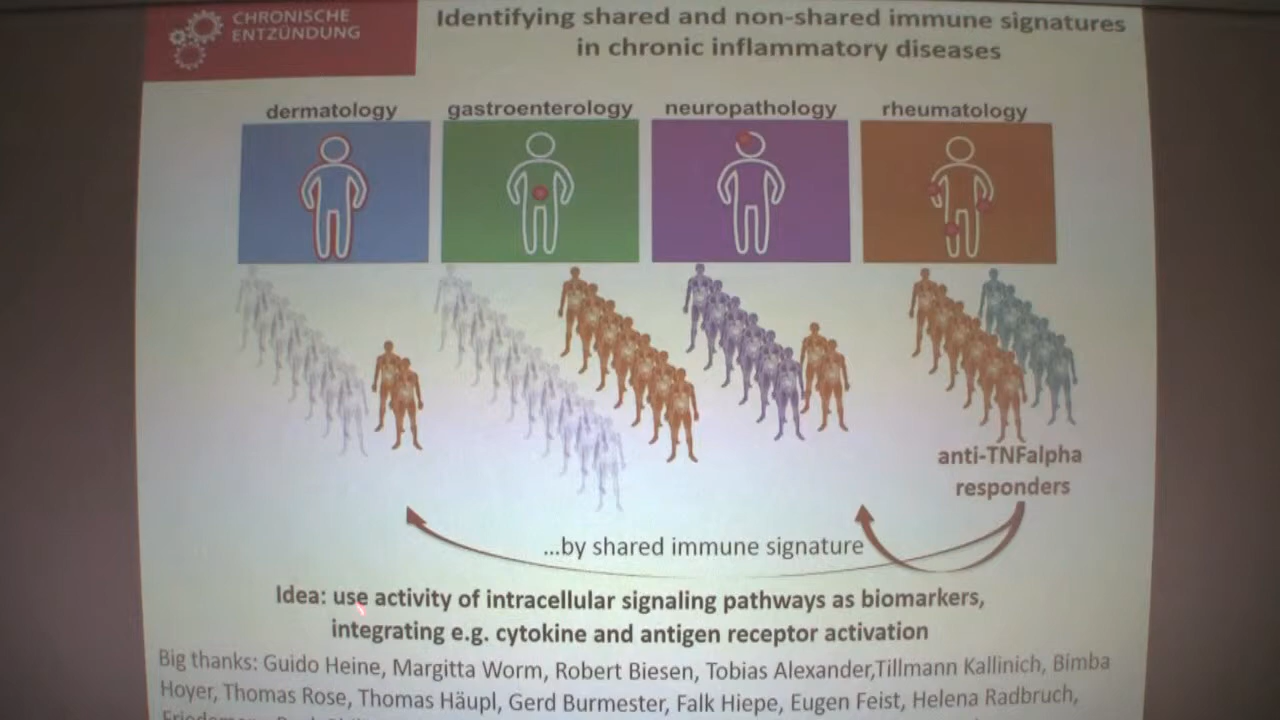 CHRONISCHE
ENTZÜNDUNG
Identifying shared and non-shared immune signatures
in chronic inflammatory diseases
dermatology gastroenterology neuropathology rheumatology
anti-TNFalpha
responders
...by shared immune signature
Idea: use activity of intracellular signaling pathways as biomarkers,
integrating e.g. cytokine and antigen receptor activation
Big thanks: Guido Heine, Margitta Worm, Robert Biesen, Tobias Alexander,Tillmann Kallinich, Bimba
Hoyer, Thomas Rose, Thomas Häupl, Gerd Burmester, Falk Hiepe, Eugen Feist, Helena Radbruch,